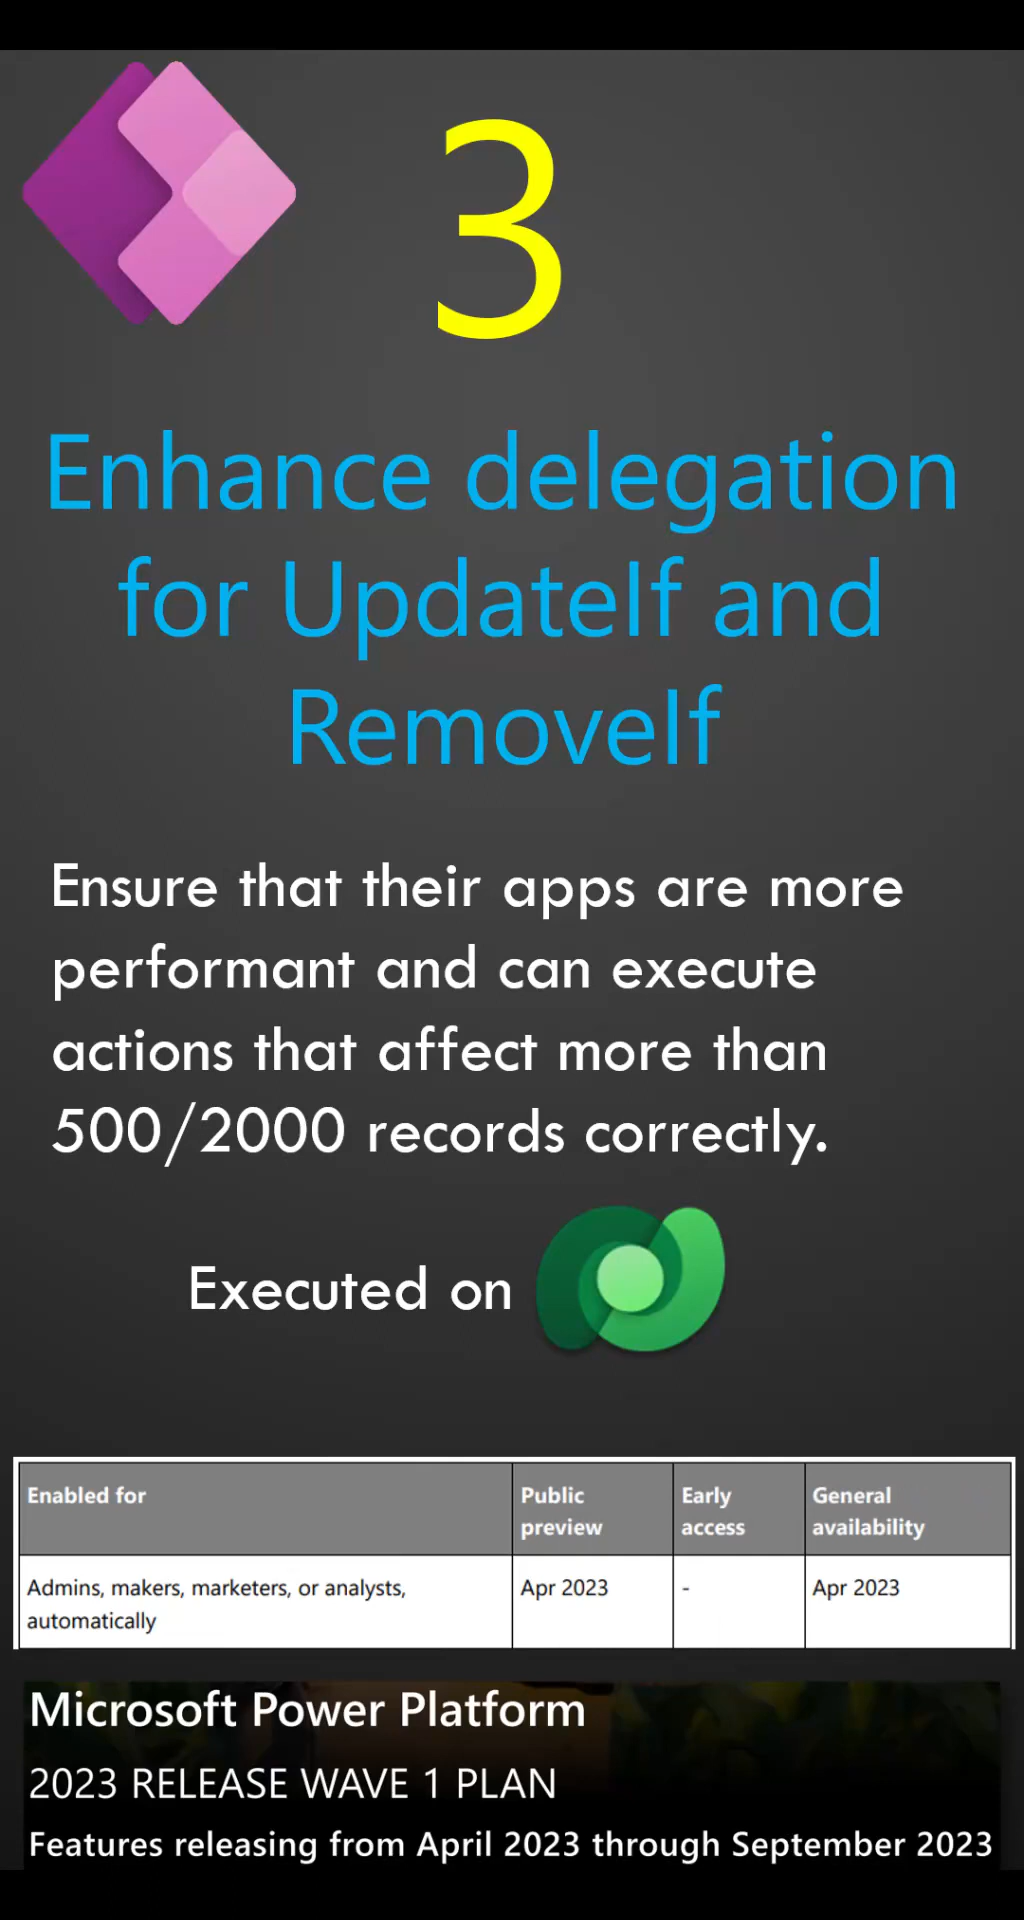 3
Enhance delegation
for UpdateIf and
RemoveIf
Ensure that their apps are more
performant and can execute
actions that affect more than
500/2000 records correctly.
Executed on
Enabled for
Public
preview
Early
access
General
availability
Admins, makers, marketers, or analysts,
automatically
Apr 2023
-
Apr 2023
Microsoft Power Platform
2023 RELEASE WAVE 1 PLAN
Features releasing from April 2023 through September 2023